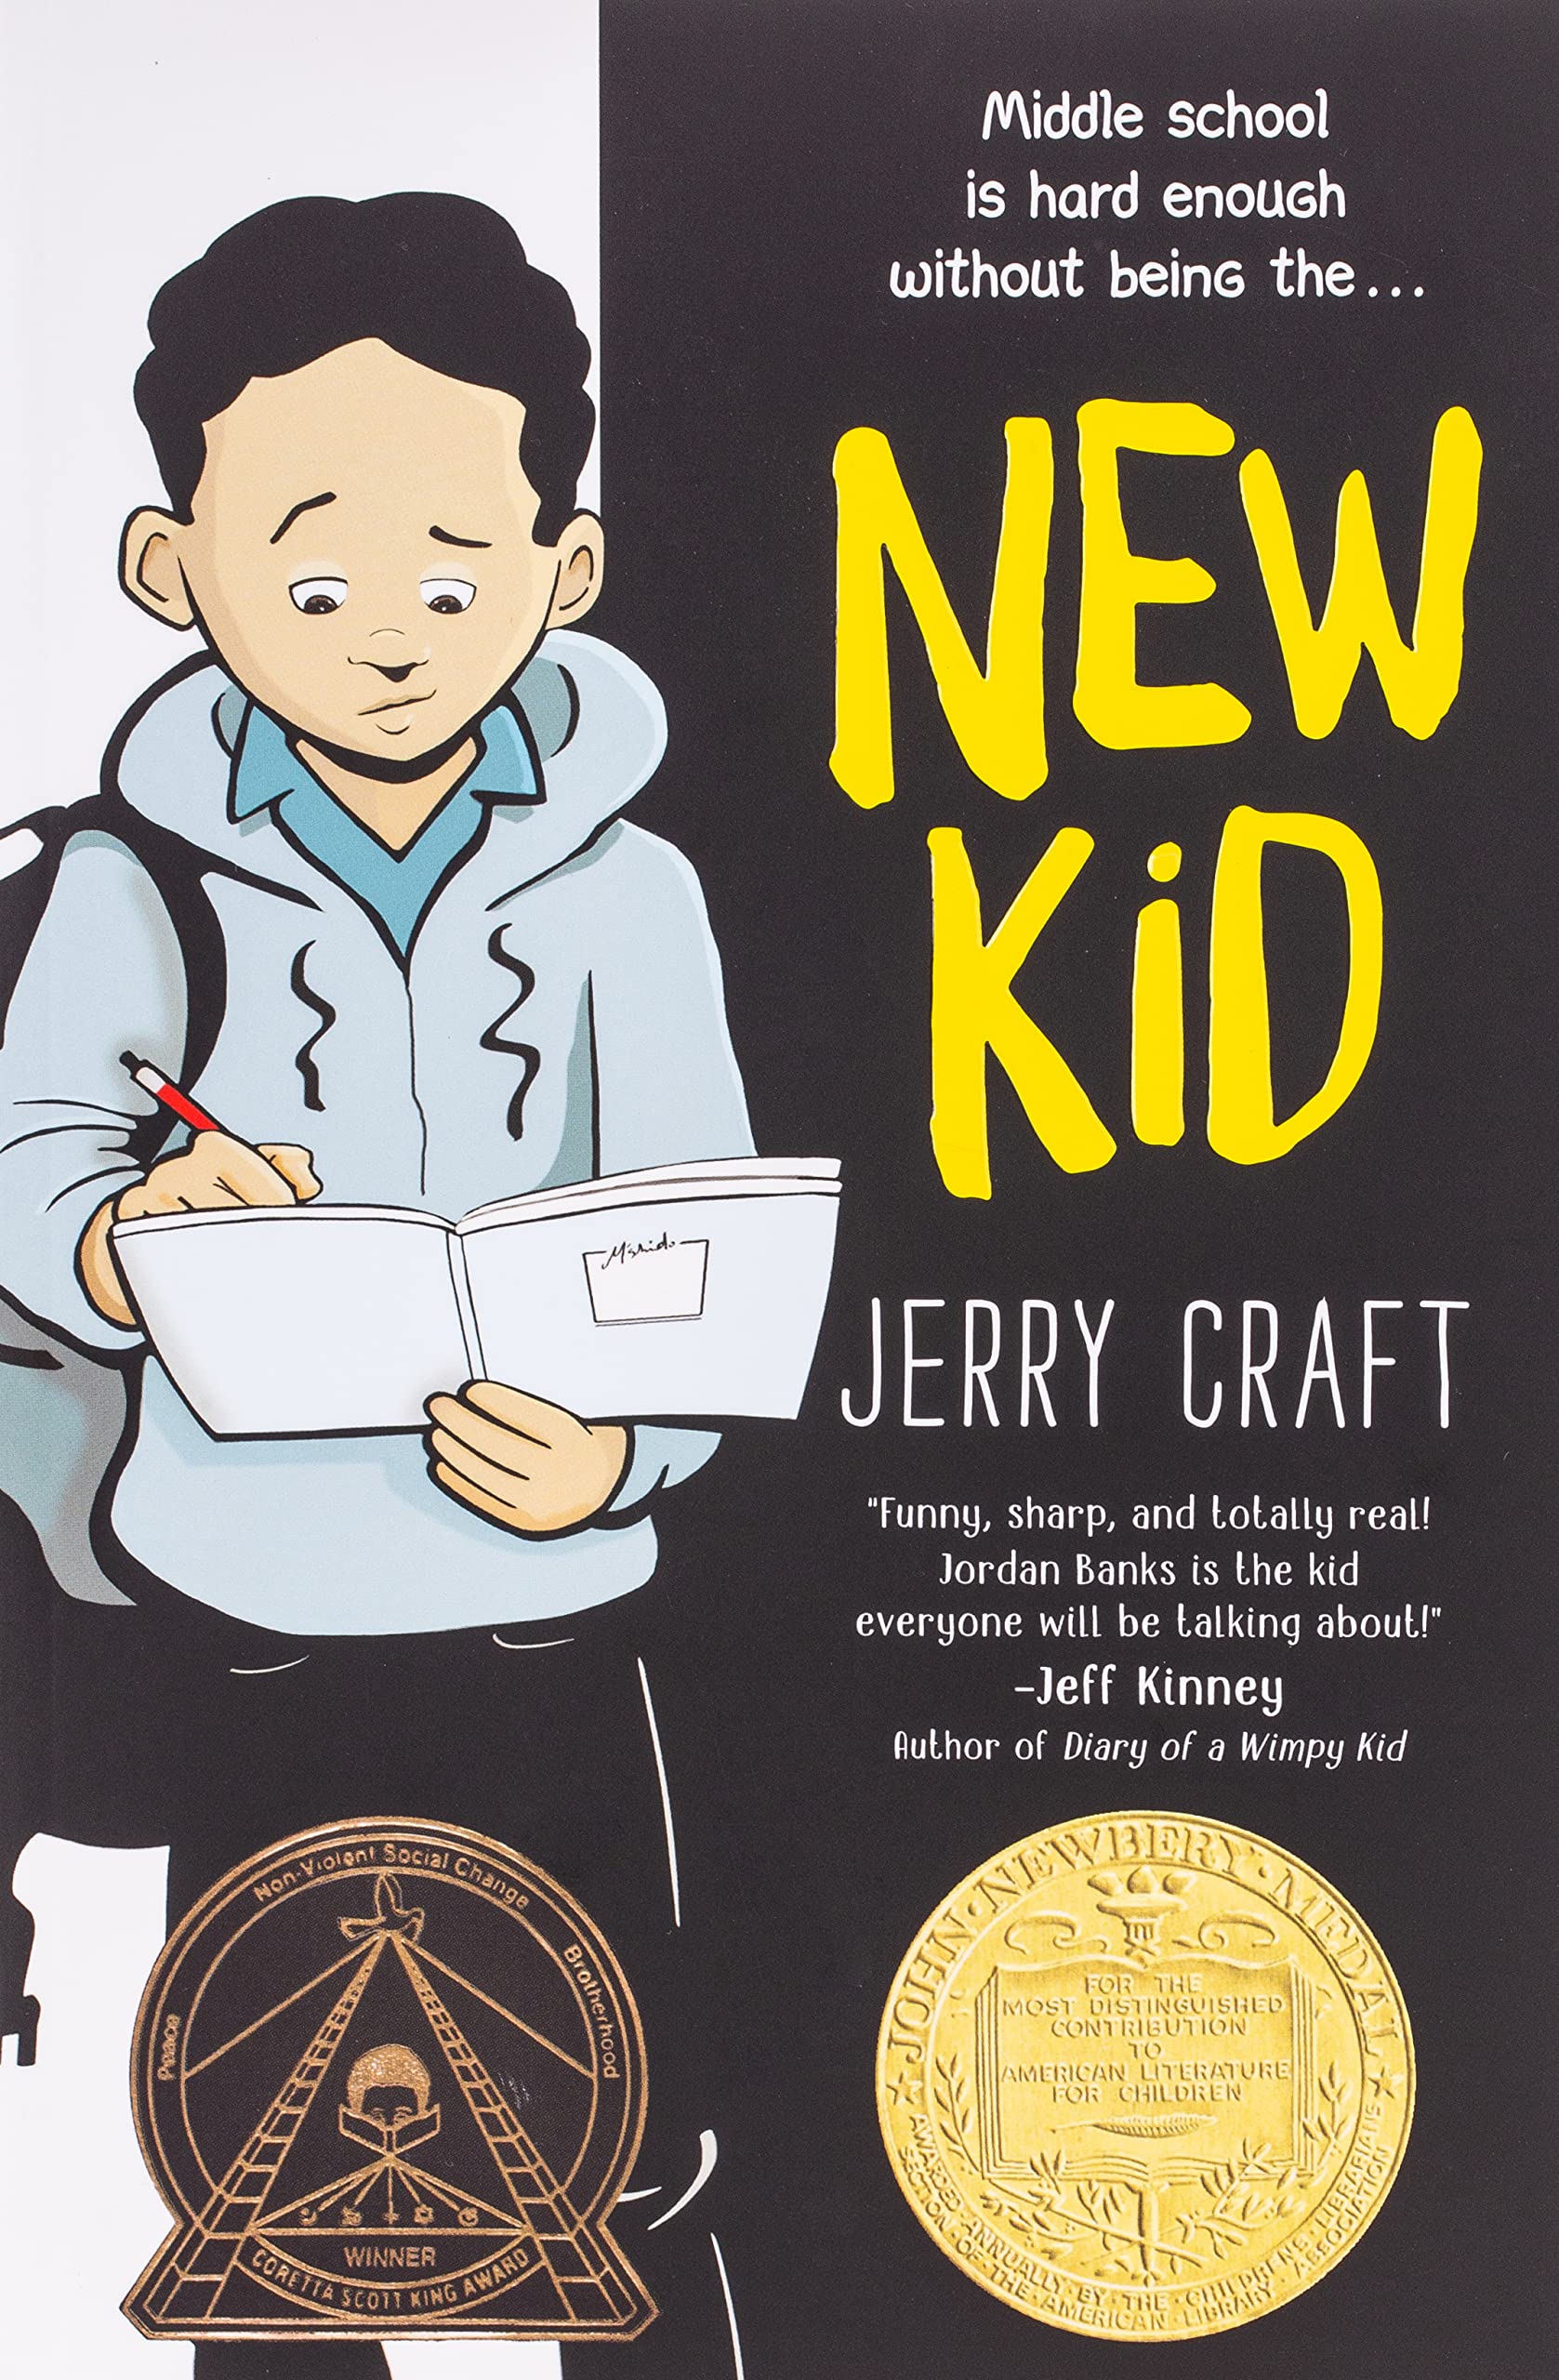 Middle school
is hard enough
without being the...
NEW
KiD
JERRY CRAFT
"Funny, sharp, and totally real!
Jordan Banks is the kid
everyone will be talking about!"
–Jeff Kinney
Author of Diary of a Wimpy Kid
Peace
Non-Violent Social Change
Brotherhood
WINNER
CORETTA SCOTT KING AWARD
JOHN · NEWBERY · MEDAL
FOR THE
MOST DISTINGUISHED
CONTRIBUTION
TO
AMERICAN LITERATURE
FOR CHILDREN
AWARDED · ANNUALLY · BY · THE · CHILDRENS · LIBRARIANS
SECTION · OF · THE · AMERICAN · LIBRARY · ASSOCIATION